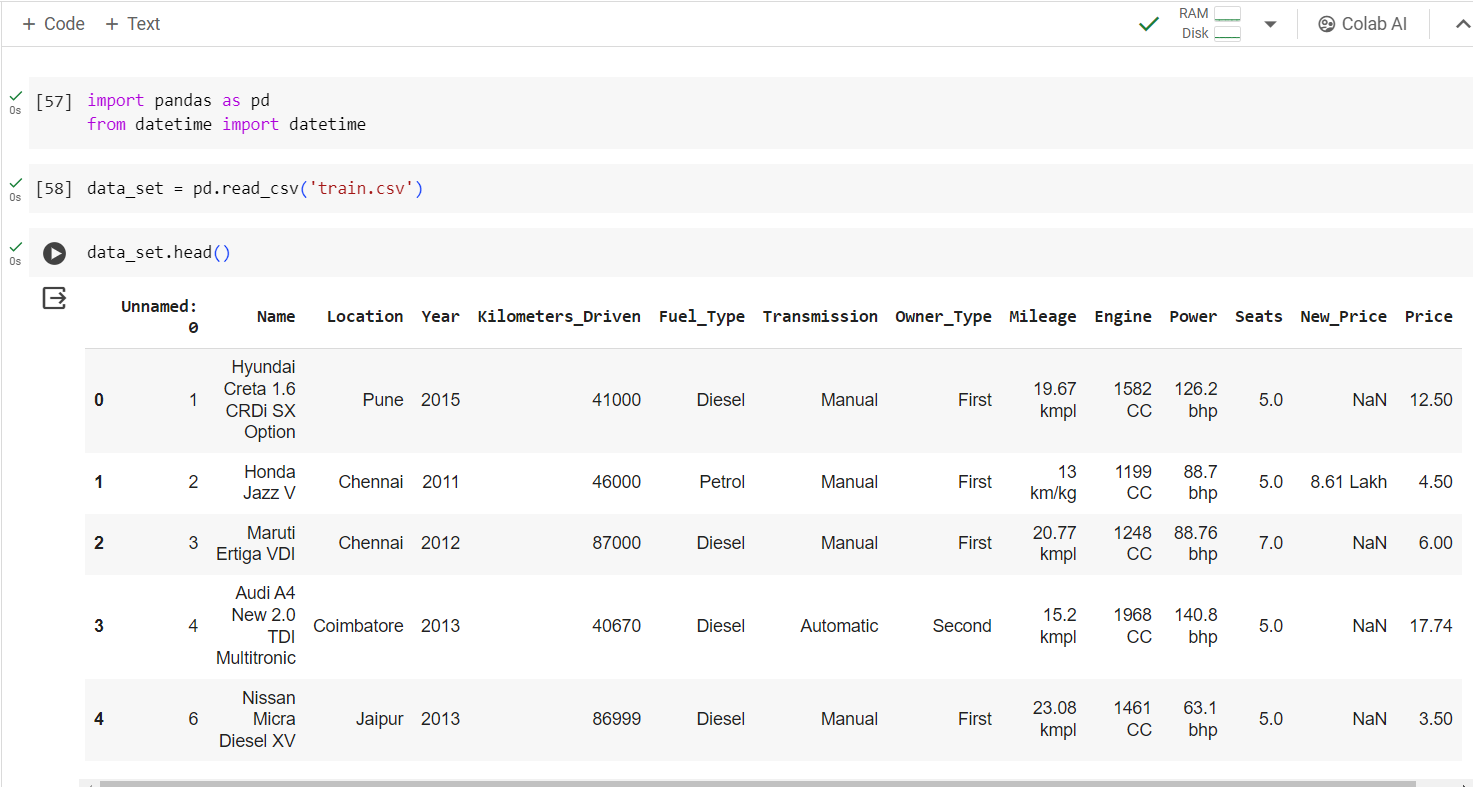 + Code + Text
RAM
Disk
Colab AI
0s
[57] import pandas as pd
from datetime import datetime
0s
[58] data_set = pd.read_csv('train.csv')
0s
data_set.head()
Unnamed: 0 Name Location Year Kilometers_Driven Fuel_Type Transmission Owner_Type Mileage Engine Power Seats New_Price Price
0 1 Hyundai Creta 1.6 CRDi SX Option Pune 2015 41000 Diesel Manual First 19.67 kmpl 1582 CC 126.2 bhp 5.0 NaN 12.50
1 2 Honda Jazz V Chennai 2011 46000 Petrol Manual First 13 km/kg 1199 CC 88.7 bhp 5.0 8.61 Lakh 4.50
2 3 Maruti Ertiga VDI Chennai 2012 87000 Diesel Manual First 20.77 kmpl 1248 CC 88.76 bhp 7.0 NaN 6.00
3 4 Audi A4 New 2.0 TDI Multitronic Coimbatore 2013 40670 Diesel Automatic Second 15.2 kmpl 1968 CC 140.8 bhp 5.0 NaN 17.74
4 6 Nissan Micra Diesel XV Jaipur 2013 86999 Diesel Manual First 23.08 kmpl 1461 CC 63.1 bhp 5.0 NaN 3.50